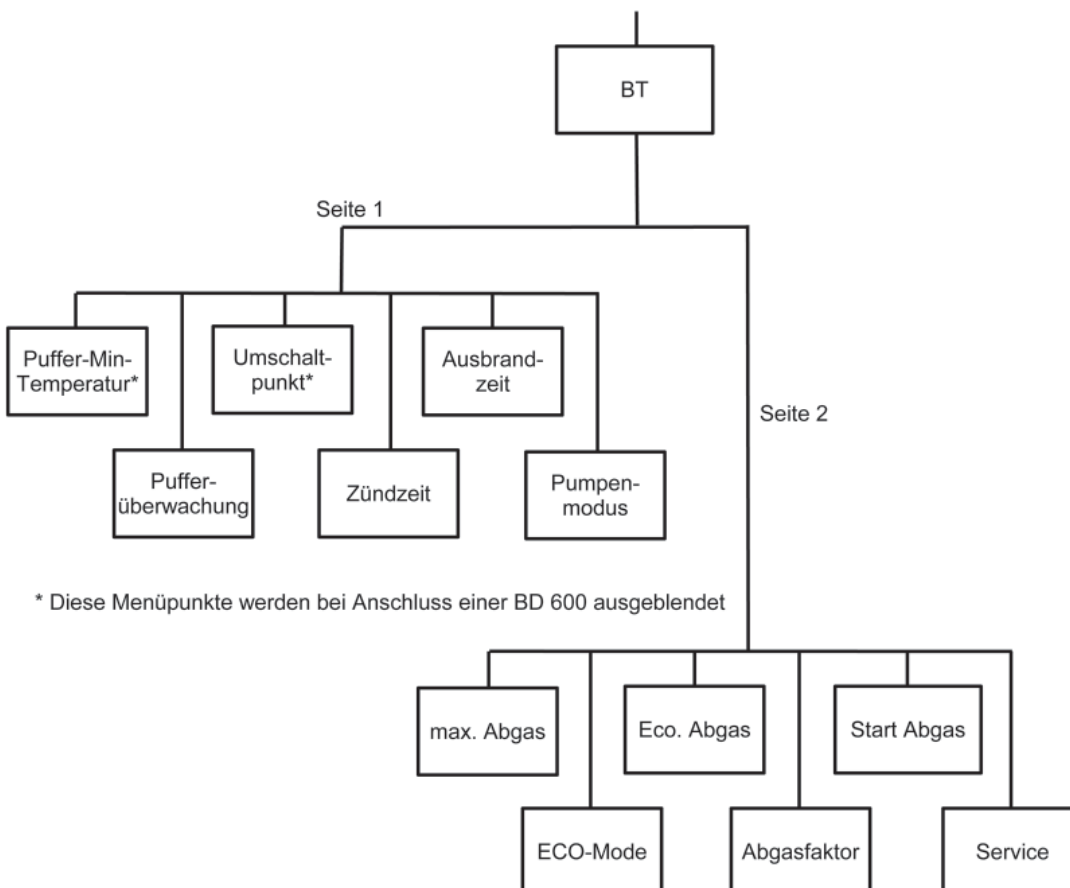 BT
Seite 1
Puffer-Min-
Temperatur*
Umschalt-
punkt*
Ausbrand-
zeit
Seite 2
Puffer-
überwachung
Zündzeit
Pumpen-
modus
* Diese Menüpunkte werden bei Anschluss einer BD 600 ausgeblendet
max. Abgas
Eco. Abgas
Start Abgas
ECO-Mode
Abgasfaktor
Service